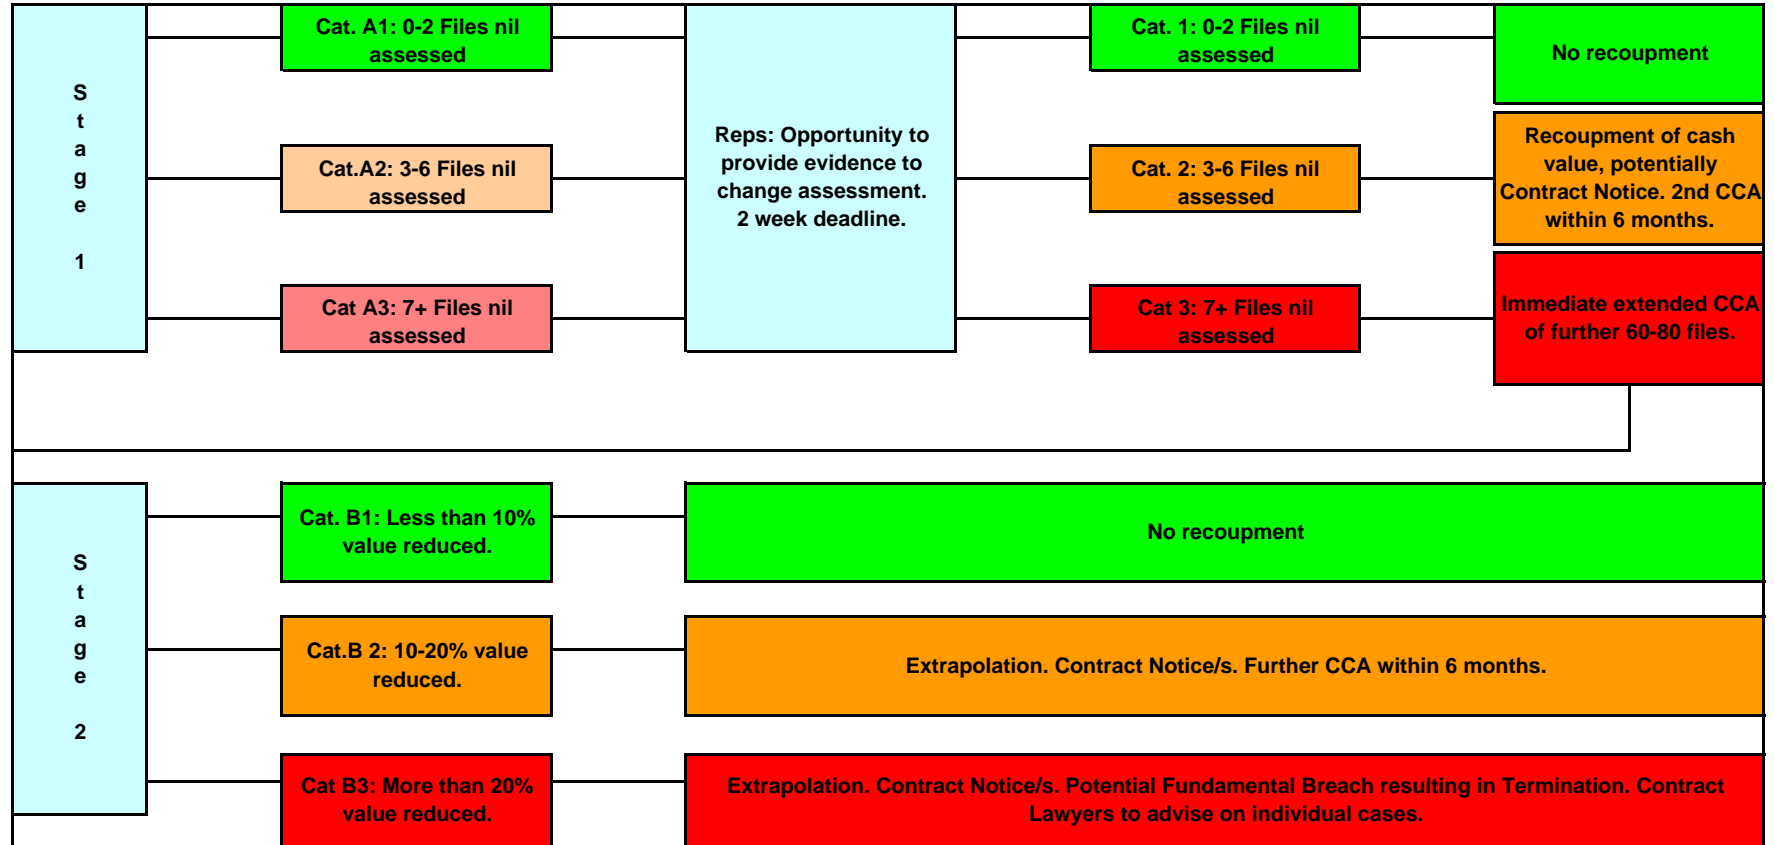 S
t
a
g
e
1
Cat. A1: 0-2 Files nil
assessed
Cat.A2: 3-6 Files nil
assessed
Cat A3: 7+ Files nil
assessed
Reps: Opportunity to
provide evidence to
change assessment.
2 week deadline.
Cat. 1: 0-2 Files nil
assessed
Cat. 2: 3-6 Files nil
assessed
Cat 3: 7+ Files nil
assessed
No recoupment
Recoupment of cash
value, potentially
Contract Notice. 2nd CCA
within 6 months.
Immediate extended CCA
of further 60-80 files.
S
t
a
g
e
2
Cat. B1: Less than 10%
value reduced.
No recoupment
Cat.B 2: 10-20% value
reduced.
Extrapolation. Contract Notice/s. Further CCA within 6 months.
Cat B3: More than 20%
value reduced.
Extrapolation. Contract Notice/s. Potential Fundamental Breach resulting in Termination. Contract
Lawyers to advise on individual cases.